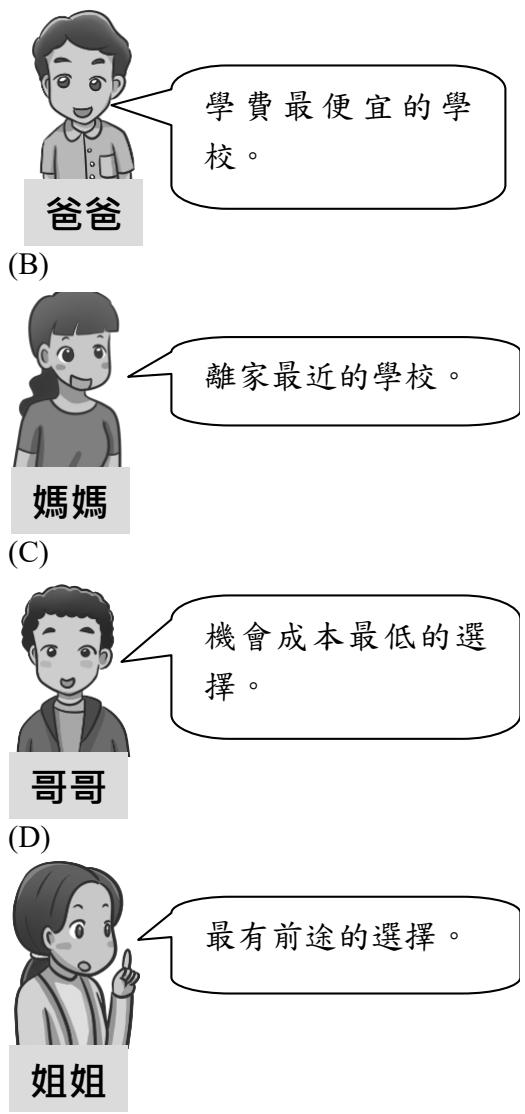 學費最便宜的學
校。
爸爸
(B)
離家最近的學校。
媽媽
(C)
機會成本最低的選
擇。
哥哥
(D)
最有前途的選擇。
姐姐